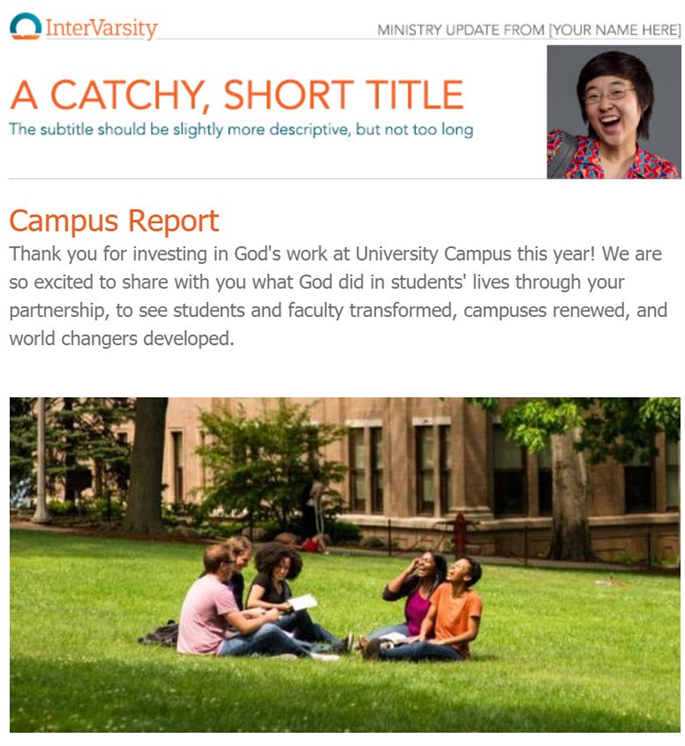 InterVarsity
MINISTRY UPDATE FROM [YOUR NAME HERE]
A CATCHY, SHORT TITLE
The subtitle should be slightly more descriptive, but not too long
Campus Report
Thank you for investing in God's work at University Campus this year! We are
so excited to share with you what God did in students' lives through your
partnership, to see students and faculty transformed, campuses renewed, and
world changers developed.